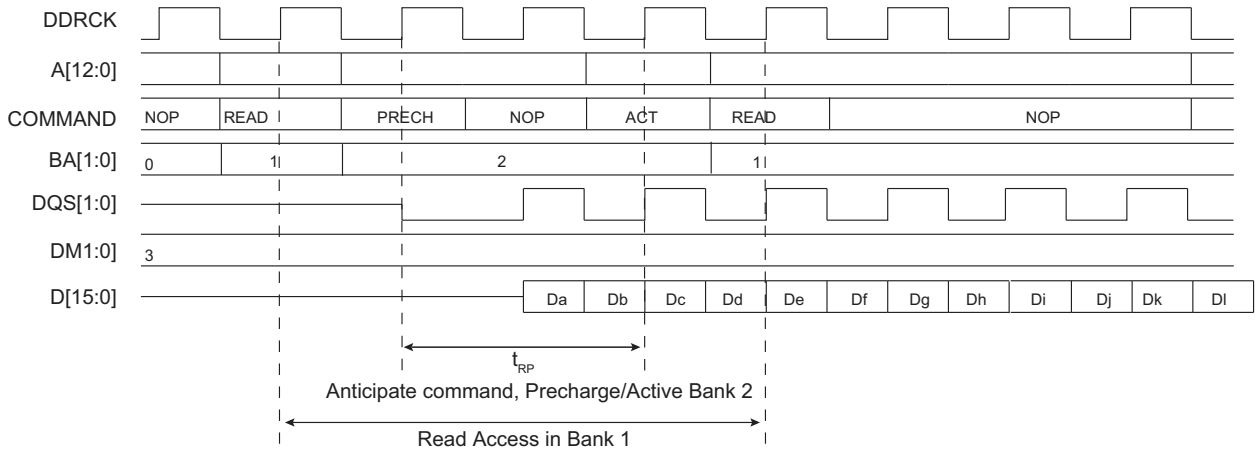 DDRCK
A[12:0]
COMMAND NOP READ PRECH NOP ACT READ NOP
BA[1:0] 0 1 2 1
DQS[1:0]
DM1:0] 3
D[15:0] Da Db Dc Dd De Df Dg Dh Di Dj Dk Dl
tRP
Anticipate command, Precharge/Active Bank 2
Read Access in Bank 1